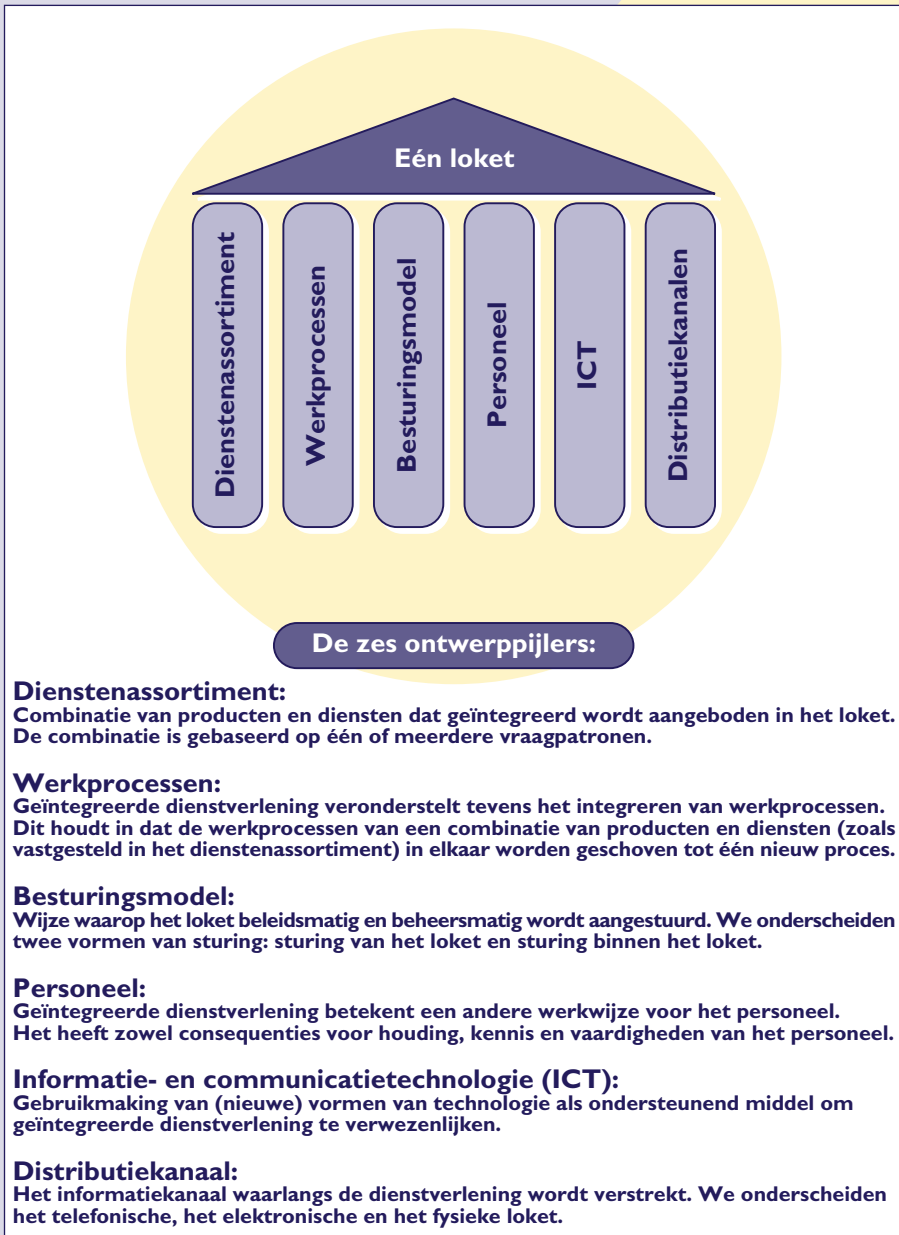 Eén loket
Dienstenassortiment
Werkprocessen
Besturingsmodel
Personeel
ICT
Distributiekanalen
De zes ontwerppijlers:
Dienstenassortiment:
Combinatie van producten en diensten dat geïntegreerd wordt aangeboden in het loket.
De combinatie is gebaseerd op één of meerdere vraagpatronen.
Werkprocessen:
Geïntegreerde dienstverlening veronderstelt tevens het integreren van werkprocessen.
Dit houdt in dat de werkprocessen van een combinatie van producten en diensten (zoals
vastgesteld in het dienstenassortiment) in elkaar worden geschoven tot één nieuw proces.
Besturingsmodel:
Wijze waarop het loket beleidsmatig en beheersmatig wordt aangestuurd. We onderscheiden
twee vormen van sturing: sturing van het loket en sturing binnen het loket.
Personeel:
Geïntegreerde dienstverlening betekent een andere werkwijze voor het personeel.
Het heeft zowel consequenties voor houding, kennis en vaardigheden van het personeel.
Informatie- en communicatietechnologie (ICT):
Gebruikmaking van (nieuwe) vormen van technologie als ondersteunend middel om
geïntegreerde dienstverlening te verwezenlijken.
Distributiekanaal:
Het informatiekanaal waarlangs de dienstverlening wordt verstrekt. We onderscheiden
het telefonische, het elektronische en het fysieke loket.